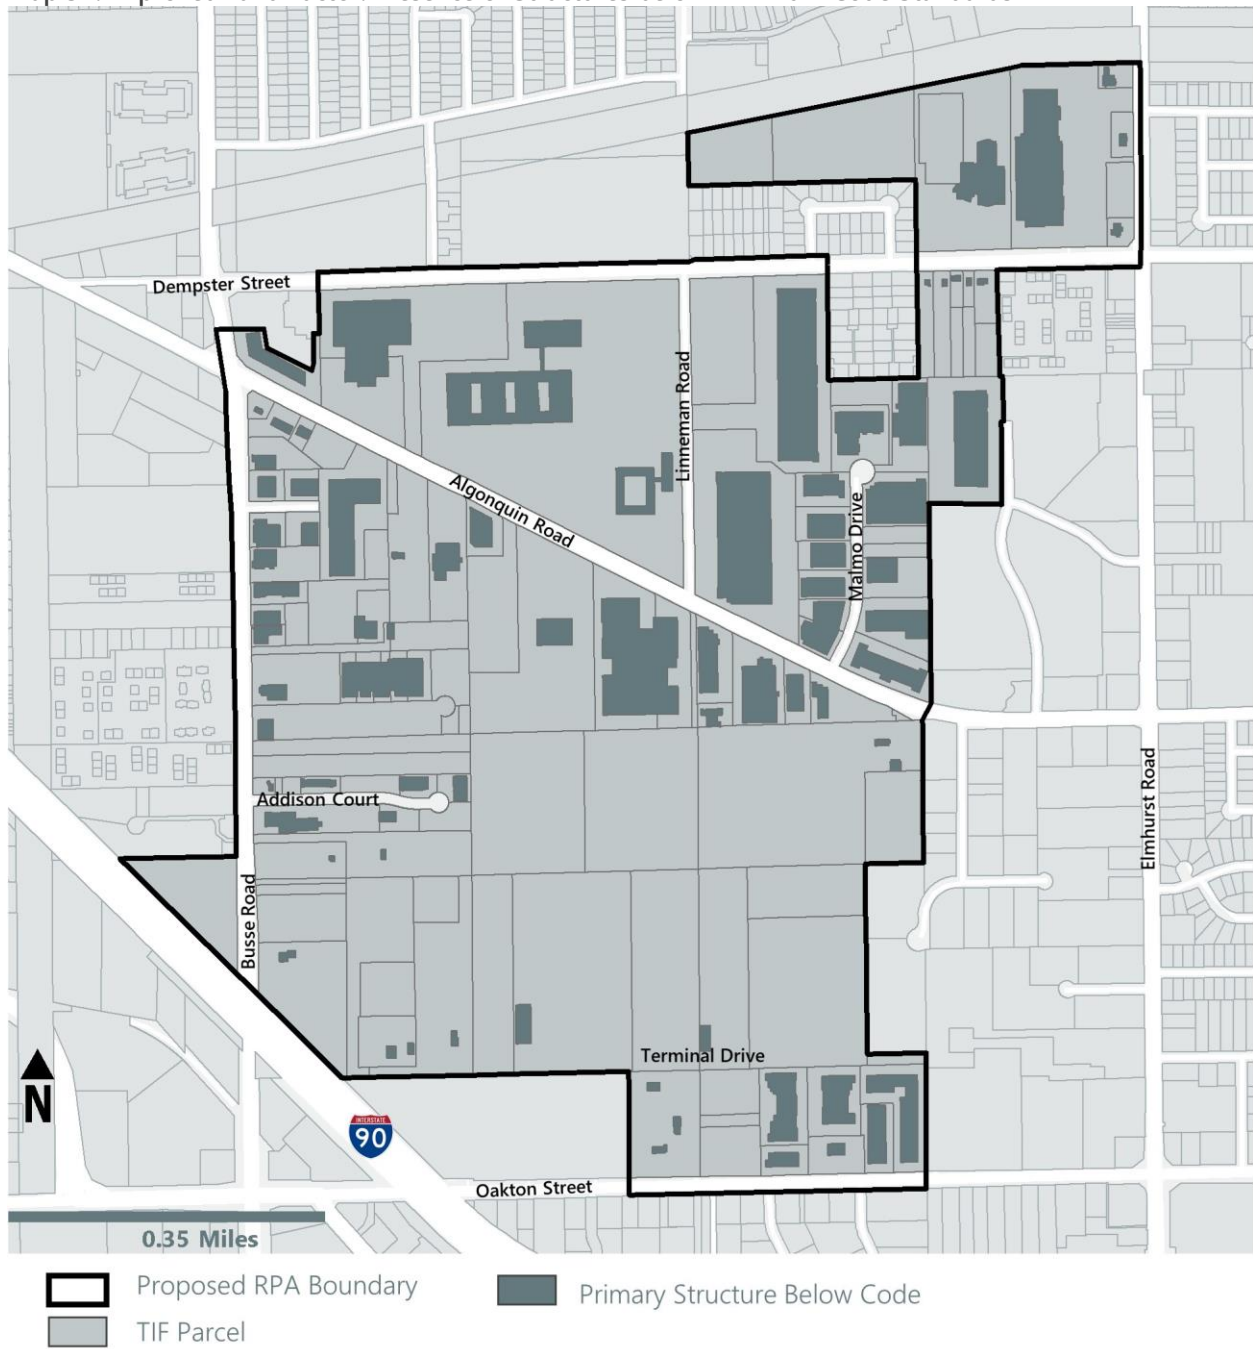 Dempster Street
Linneman Road
Algonquin Road
Malmo Drive
Elmhurst Road
Addison Court
Busse Road
Terminal Drive
N
INTERSTATE
90
Oakton Street
0.35 Miles
Proposed RPA Boundary
Primary Structure Below Code
TIF Parcel